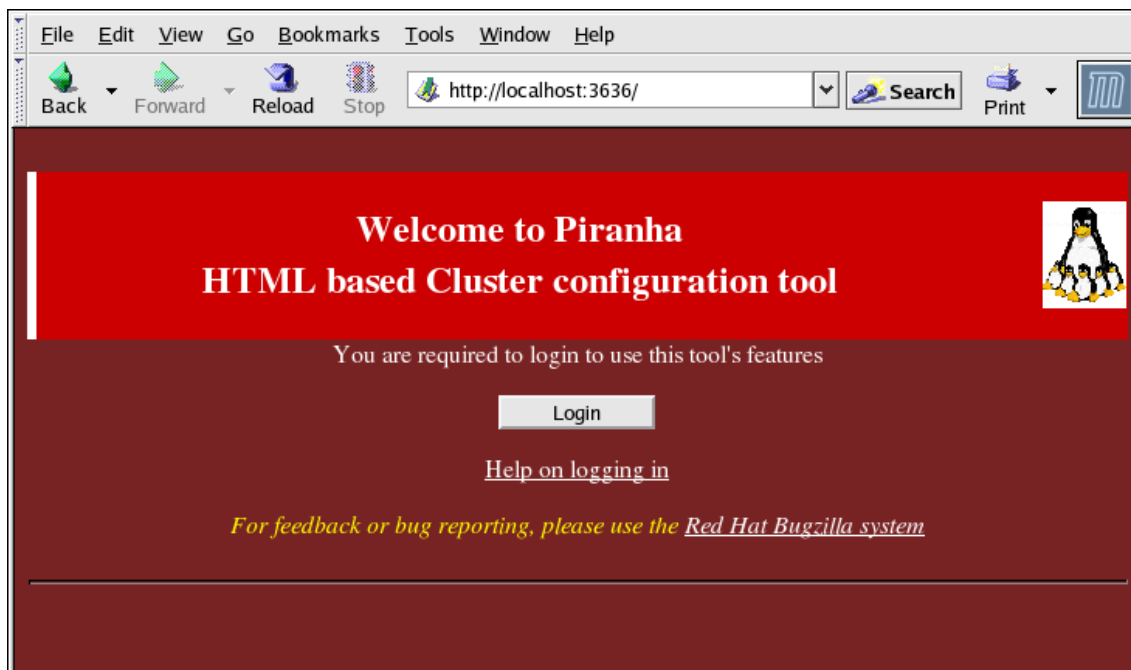 File Edit View Go Bookmarks Tools Window Help
Back Forward Reload Stop http://localhost:3636/ Search Print
Welcome to Piranha
HTML based Cluster configuration tool
You are required to login to use this tool's features
Login
Help on logging in
For feedback or bug reporting, please use the Red Hat Bugzilla system